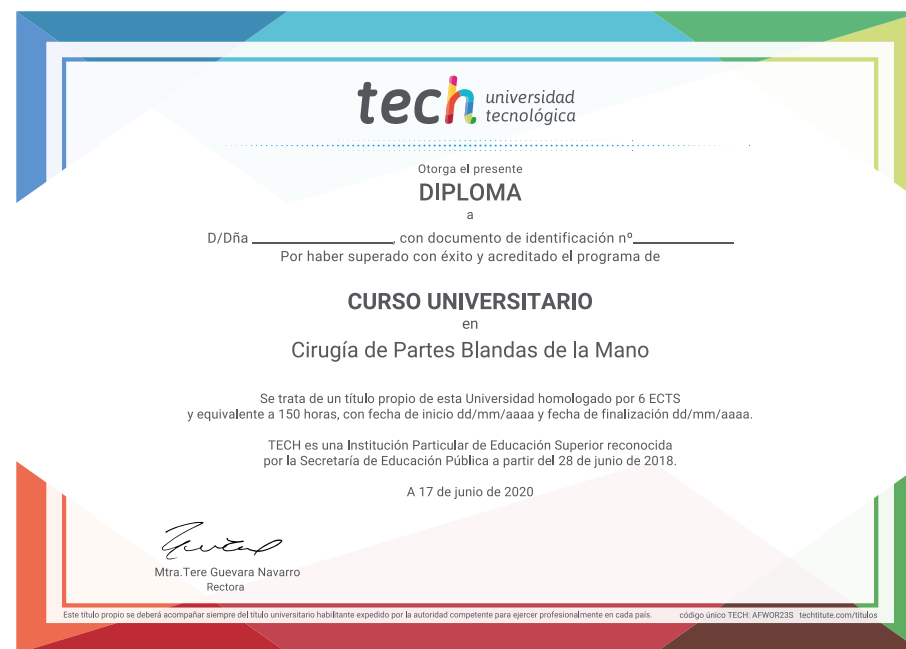 tech universidad
tecnológica
Otorga el presente
DIPLOMA
a
D/Dña ____________________, con documento de identificación nº______________
Por haber superado con éxito y acreditado el programa de
CURSO UNIVERSITARIO
en
Cirugía de Partes Blandas de la Mano
Se trata de un título propio de esta Universidad homologado por 6 ECTS
y equivalente a 150 horas, con fecha de inicio dd/mm/aaaa y fecha de finalización dd/mm/aaaa.
TECH es una Institución Particular de Educación Superior reconocida
por la Secretaría de Educación Pública a partir del 28 de junio de 2018.
A 17 de junio de 2020
Mtra.Tere Guevara Navarro
Rectora
Este título propio se deberá acompañar siempre del título universitario habilitante expedido por la autoridad competente para ejercer profesionalmente en cada país. código único TECH: AFWOR23S techtitute.com/titulos